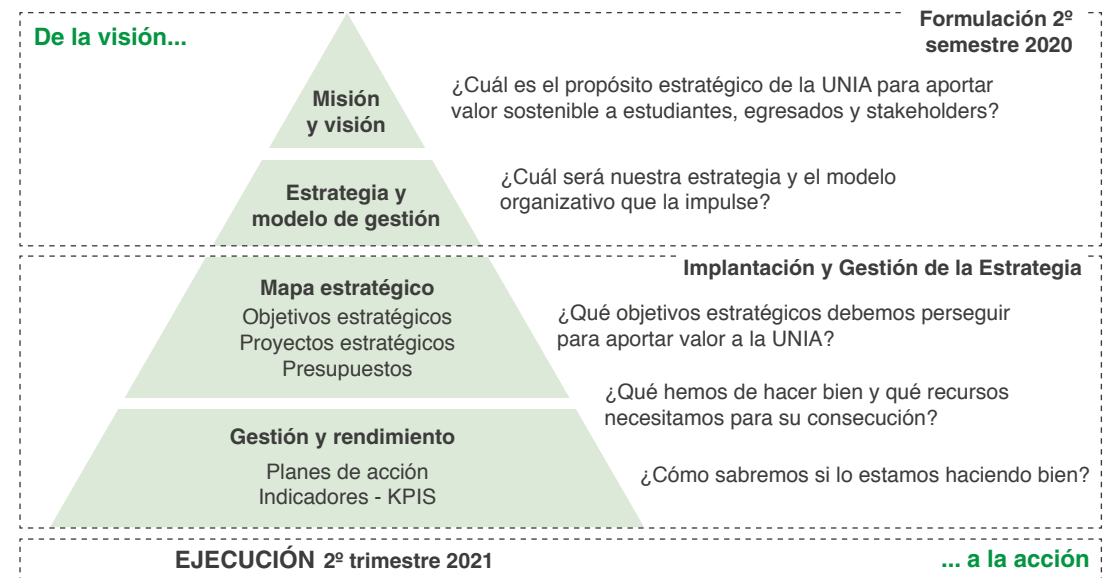 De la visión...
Formulación 2º
semestre 2020
Misión
y visión
¿Cuál es el propósito estratégico de la UNIA para aportar
valor sostenible a estudiantes, egresados y stakeholders?
Estrategia y
modelo de gestión
¿Cuál será nuestra estrategia y el modelo
organizativo que la impulse?
Implantación y Gestión de la Estrategia
Mapa estratégico
Objetivos estratégicos
Proyectos estratégicos
Presupuestos
¿Qué objetivos estratégicos debemos perseguir
para aportar valor a la UNIA?
¿Qué hemos de hacer bien y qué recursos
necesitamos para su consecución?
Gestión y rendimiento
Planes de acción
Indicadores - KPIS
¿Cómo sabremos si lo estamos haciendo bien?
EJECUCIÓN 2º trimestre 2021
... a la acción